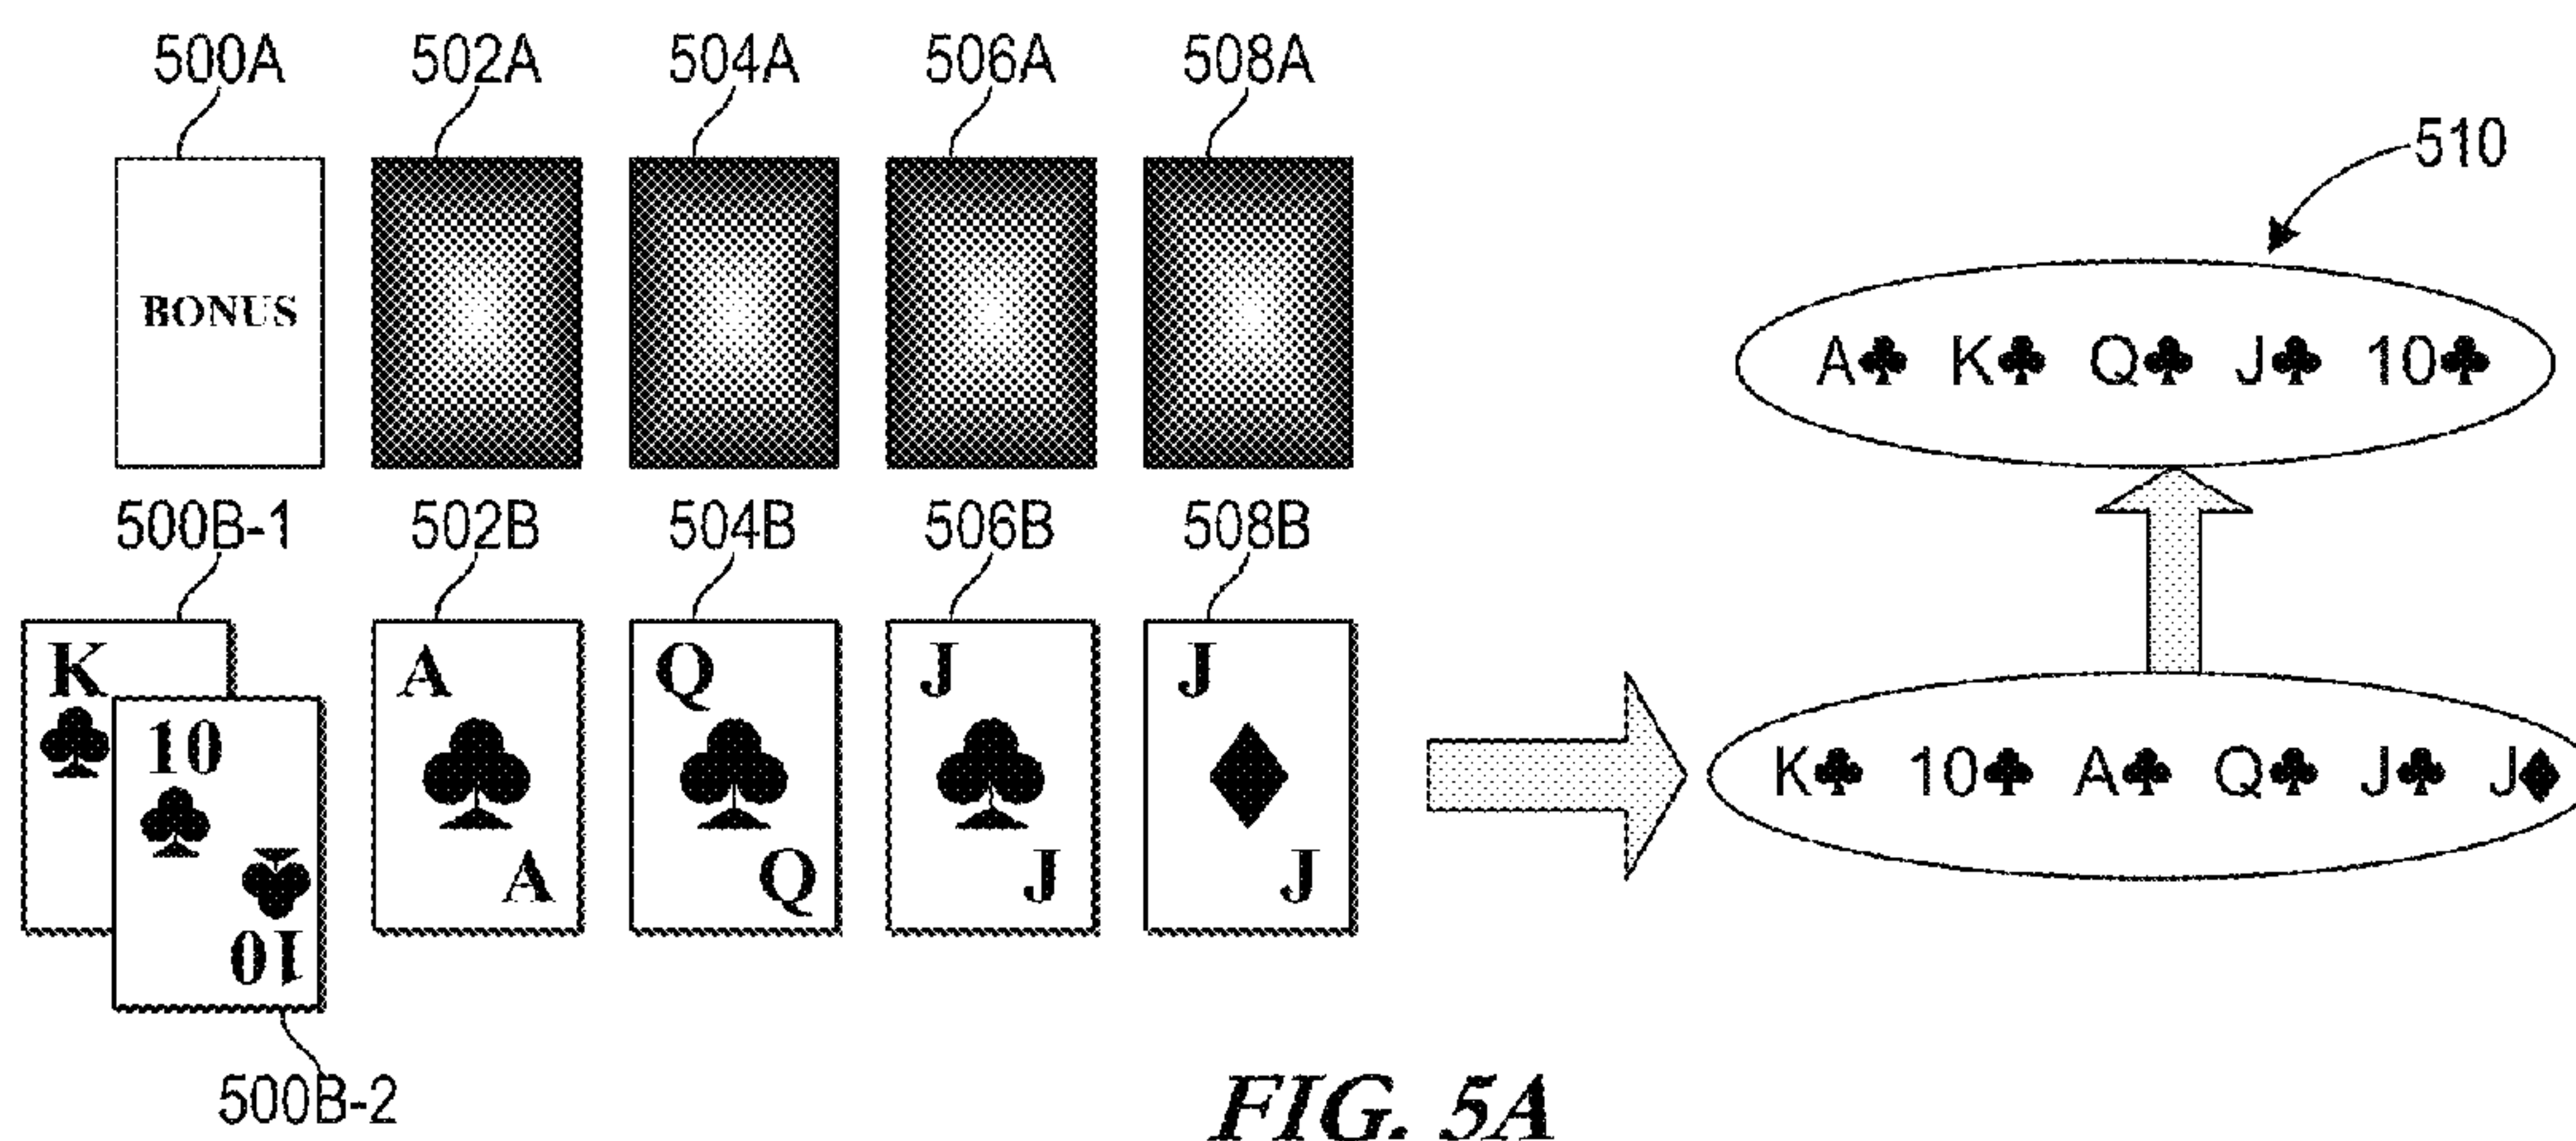 500A 502A 504A 506A 508A
510
BONUS
A♣ K♣ Q♣ J♣ 10♣
500B-1 502B 504B 506B 508B
K A Q J J
10
K♣ 10♣ A♣ Q♣ J♣ J♦
A Q J J
10
500B-2
FIG. 5A